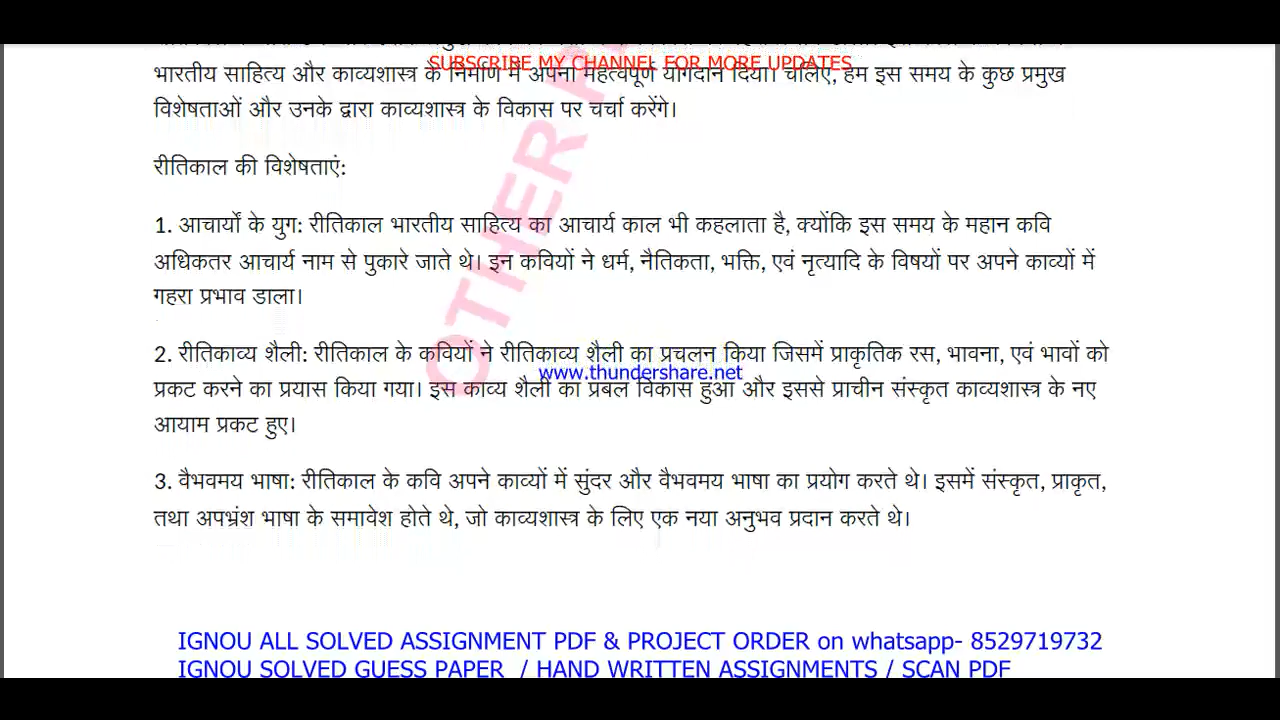 SUBSCRIBE MY CHANNEL FOR MORE UPDATES
भारतीय साहित्य और काव्यशास्त्र के निर्माण में अपना महत्वपूर्ण योगदान दिया। चलिए, हम इस समय के कुछ प्रमुख
विशेषताओं और उनके द्वारा काव्यशास्त्र के विकास पर चर्चा करेंगे।
रीतिकाल की विशेषताएं:
1. आचार्यों के युग: रीतिकाल भारतीय साहित्य का आचार्य काल भी कहलाता है, क्योंकि इस समय के महान कवि
अधिकतर आचार्य नाम से पुकारे जाते थे। इन कवियों ने धर्म, नैतिकता, भक्ति, एवं नृत्यादि के विषयों पर अपने काव्यों में
गहरा प्रभाव डाला।
OTHER
2. रीतिकाव्य शैली: रीतिकाल के कवियों ने रीतिकाव्य शैली का प्रचलन किया जिसमें प्राकृतिक रस, भावना, एवं भावों को
www.thundershare.net
प्रकट करने का प्रयास किया गया। इस काव्य शैली का प्रबल विकास हुआ और इससे प्राचीन संस्कृत काव्यशास्त्र के नए
आयाम प्रकट हुए।
3. वैभवमय भाषा: रीतिकाल के कवि अपने काव्यों में सुंदर और वैभवमय भाषा का प्रयोग करते थे। इसमें संस्कृत, प्राकृत,
तथा अपभ्रंश भाषा के समावेश होते थे, जो काव्यशास्त्र के लिए एक नया अनुभव प्रदान करते थे।
IGNOU ALL SOLVED ASSIGNMENT PDF & PROJECT ORDER on whatsapp- 8529719732
IGNOU SOLVED GUESS PAPER / HAND WRITTEN ASSIGNMENTS / SCAN PDF